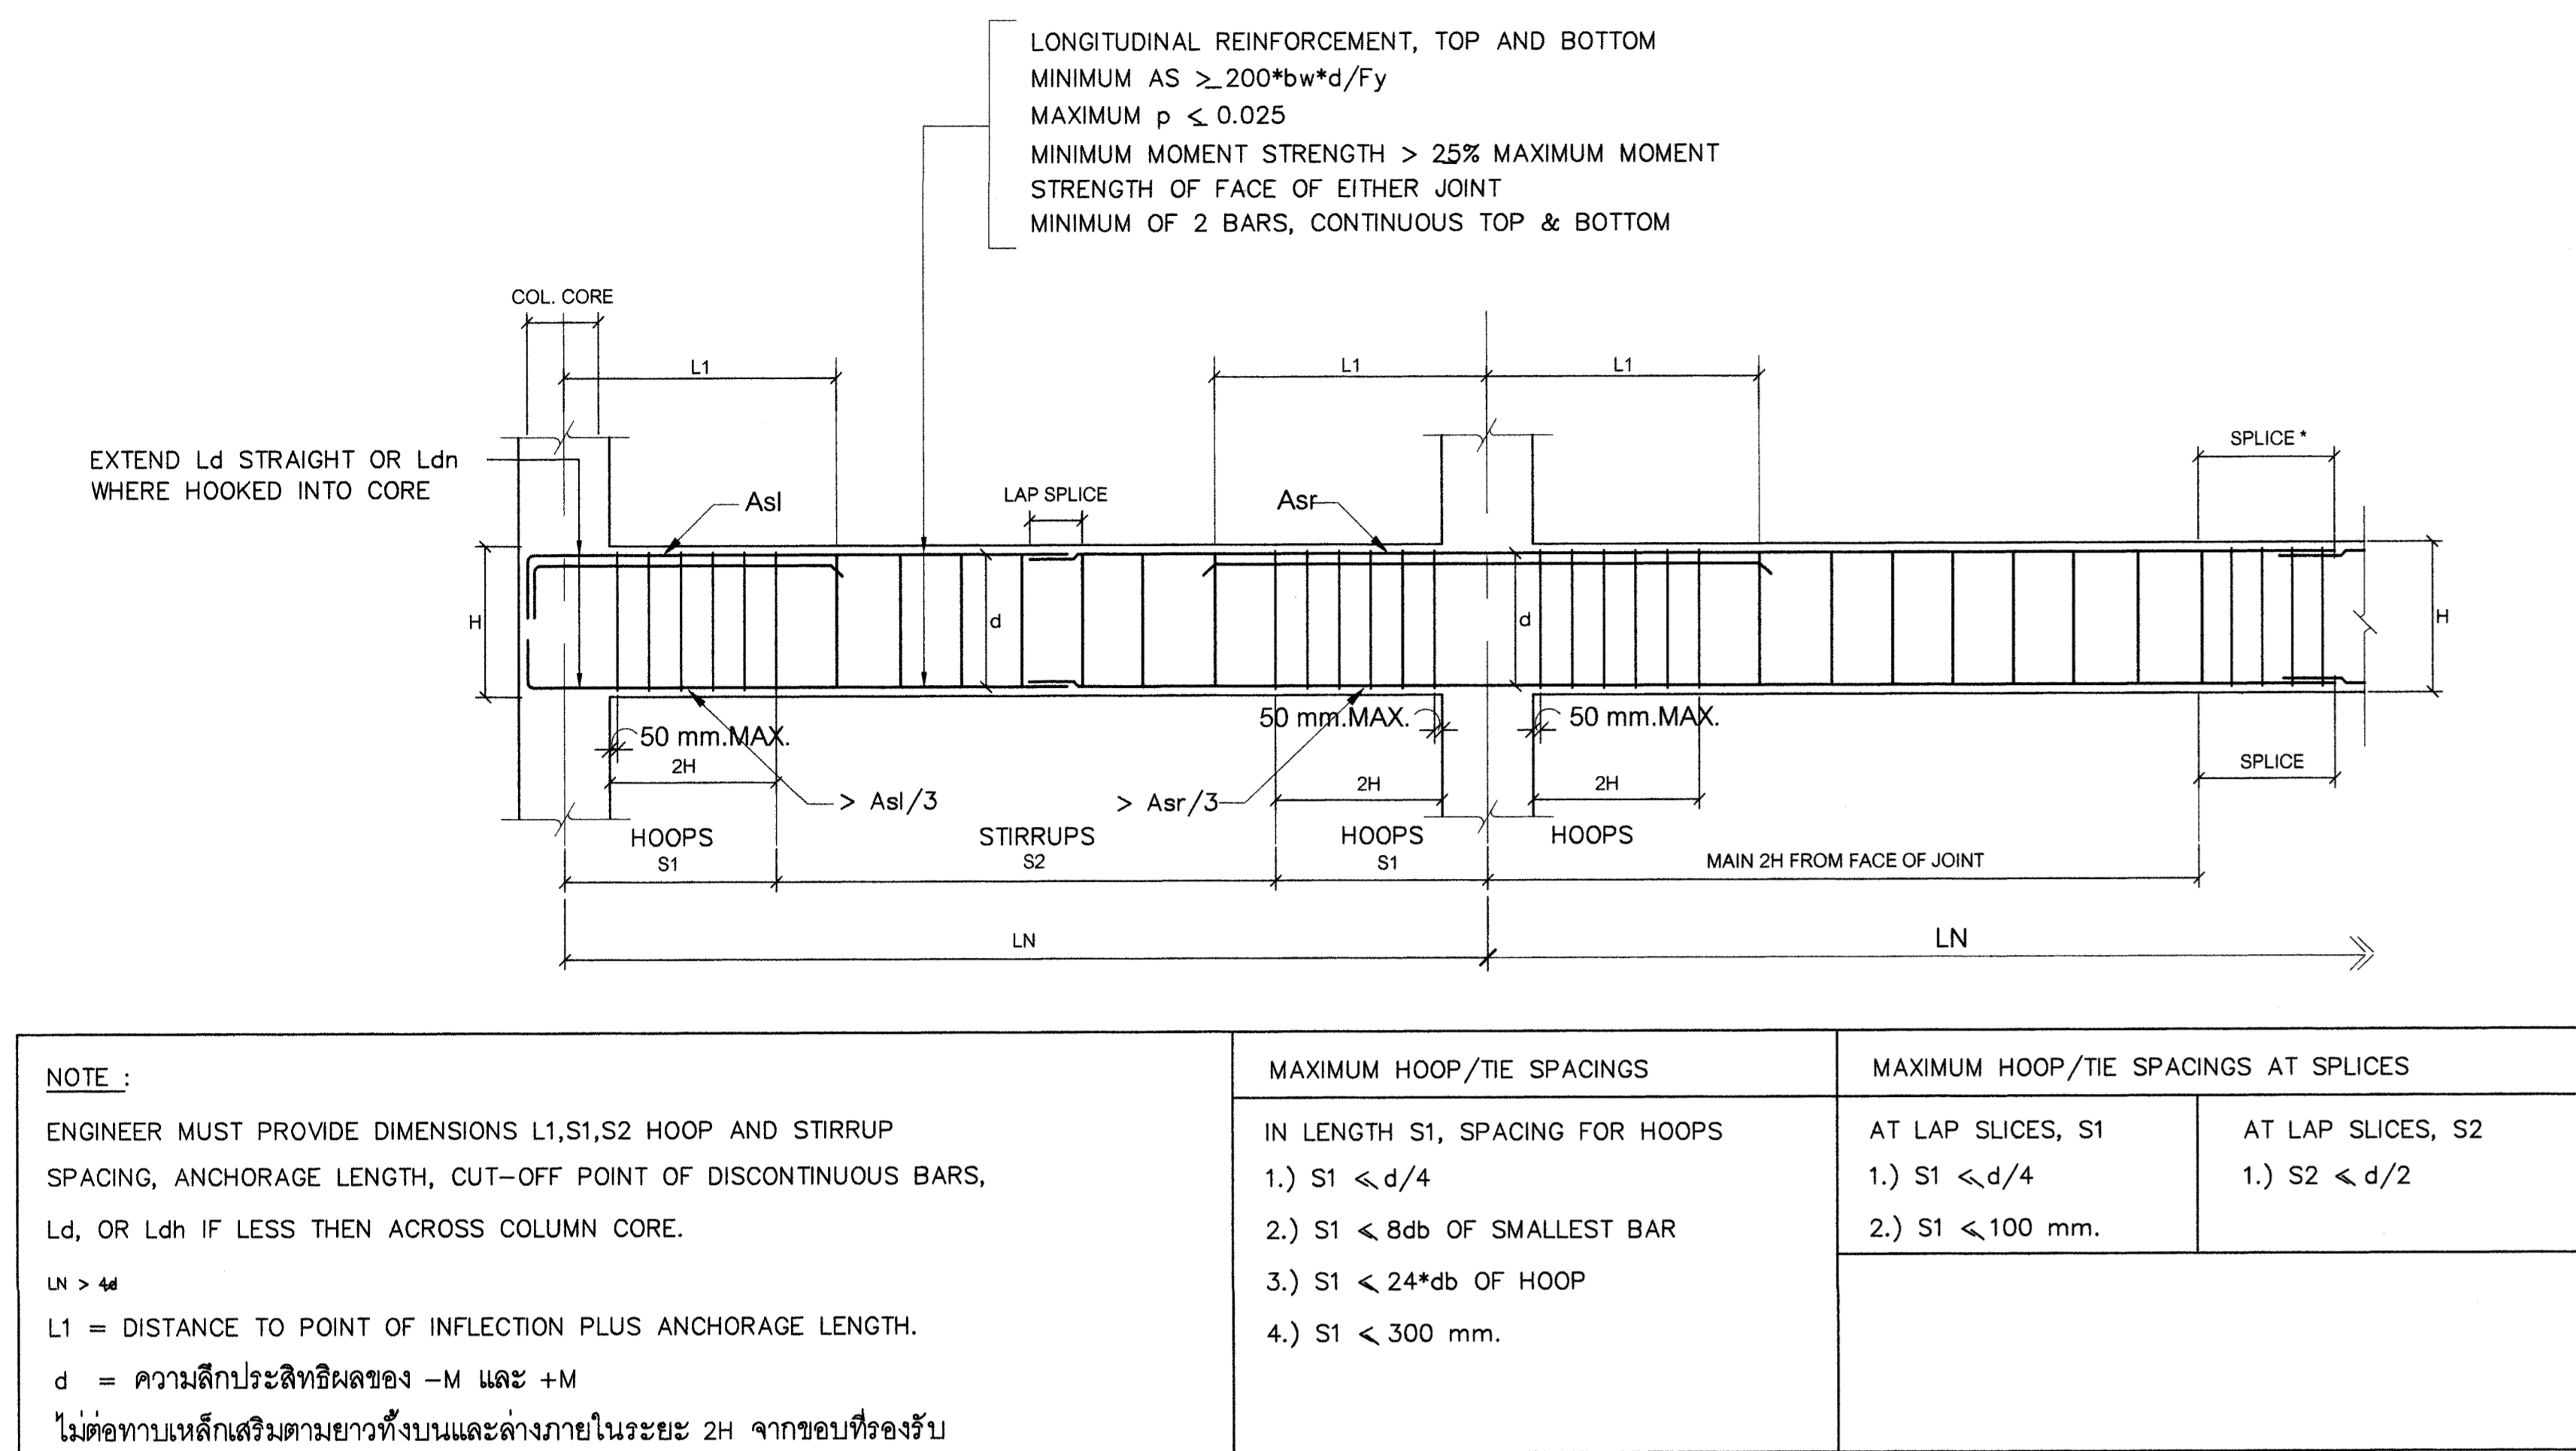 LONGITUDINAL REINFORCEMENT, TOP AND BOTTOM
MINIMUM AS ≥ 200*bw*d/Fy
MAXIMUM p ≤ 0.025
MINIMUM MOMENT STRENGTH > 25% MAXIMUM MOMENT
STRENGTH OF FACE OF EITHER JOINT
MINIMUM OF 2 BARS, CONTINUOUS TOP & BOTTOM
COL. CORE
L1
L1
L1
EXTEND Ld STRAIGHT OR Ldn
WHERE HOOKED INTO CORE
Asl
LAP SPLICE
Asr
SPLICE *
H
d
d
H
50 mm.MAX.
50 mm.MAX.
50 mm.MAX.
2H
> Asl/3
> Asr/3
2H
2H
SPLICE
HOOPS
S1
STIRRUPS
S2
HOOPS
S1
HOOPS
MAIN 2H FROM FACE OF JOINT
LN
LN
NOTE :
ENGINEER MUST PROVIDE DIMENSIONS L1,S1,S2 HOOP AND STIRRUP
SPACING, ANCHORAGE LENGTH, CUT-OFF POINT OF DISCONTINUOUS BARS,
Ld, OR Ldh IF LESS THEN ACROSS COLUMN CORE.
LN > 4d
L1 = DISTANCE TO POINT OF INFLECTION PLUS ANCHORAGE LENGTH.
d = ความลึกประสิทธิผลของ -M และ +M
ไม่ต่อทาบเหล็กเสริมตามยาวทั้งบนและล่างภายในระยะ 2H จากขอบที่รองรับ
MAXIMUM HOOP/TIE SPACINGS
IN LENGTH S1, SPACING FOR HOOPS
1.) S1 ≤ d/4
2.) S1 ≤ 8db OF SMALLEST BAR
3.) S1 ≤ 24*db OF HOOP
4.) S1 ≤ 300 mm.
MAXIMUM HOOP/TIE SPACINGS AT SPLICES
AT LAP SLICES, S1
1.) S1 ≤ d/4
2.) S1 ≤ 100 mm.
AT LAP SLICES, S2
1.) S2 ≤ d/2